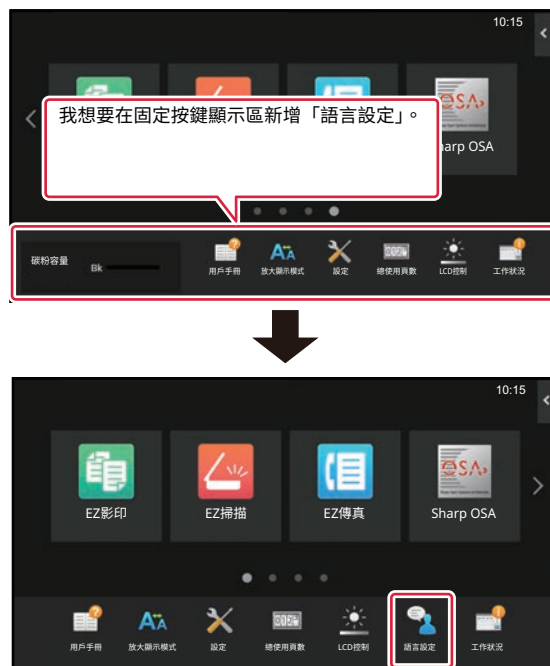 10:15
我想要在固定按鍵顯示區新增「語言設定」。
Sharp OSA
碳粉容量
Bk
用戶手冊
放大顯示模式
設定
總使用頁數
LCD控制
工作狀況
10:15
EZ影印
EZ掃描
EZ傳真
Sharp OSA
用戶手冊
放大顯示模式
設定
總使用頁數
LCD控制
語言設定
工作狀況